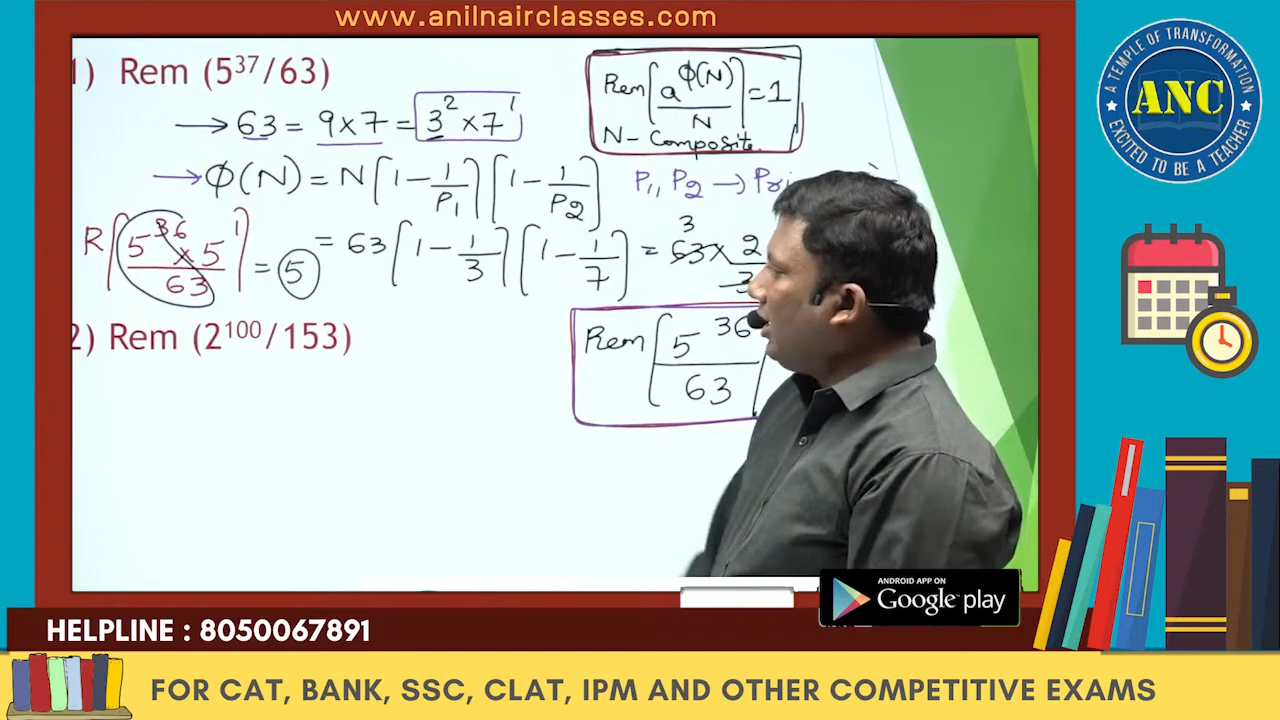 www.anilnairclasses.com
1) Rem (5³⁷/63)
→ 63 = 9×7 = 3² × 7¹
Rem [a^φ(N) / N] = 1
N - Composite.
→ φ(N) = N [1 - 1/P₁] [1 - 1/P₂]
P₁, P₂ →
R [5³⁶ × 5¹ / 63] = 5
= 63 [1 - 1/3] [1 - 1/7] = 63 × 2/3
3
2) Rem (2¹⁰⁰/153)
Rem [5³⁶ / 63]
A TEMPLE OF TRANSFORMATION
ANC
EXCITED TO BE A TEACHER
ANDROID APP ON
Google play
HELPLINE : 8050067891
FOR CAT, BANK, SSC, CLAT, IPM AND OTHER COMPETITIVE EXAMS